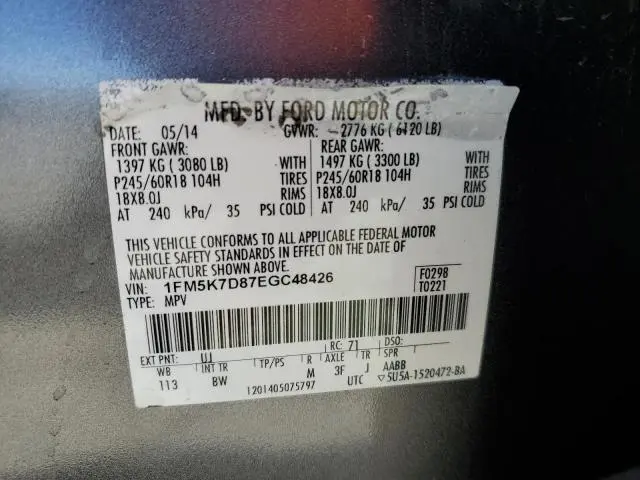 MFD. BY FORD MOTOR CO.
DATE: 05/14 GVWR: 2776 KG (6120 LB)
FRONT GAWR: REAR GAWR:
1397 KG (3080 LB) WITH 1497 KG (3300 LB) WITH
P245/60R18 104H TIRES P245/60R18 104H TIRES
18X8.0J RIMS 18X8.0J RIMS
AT 240 kPa/ 35 PSI COLD AT 240 kPa/ 35 PSI COLD
THIS VEHICLE CONFORMS TO ALL APPLICABLE FEDERAL MOTOR
VEHICLE SAFETY STANDARDS IN EFFECT ON THE DATE OF
MANUFACTURE SHOWN ABOVE.
VIN: 1FM5K7D87EGC48426 F0298
TYPE: MPV T0221
EXT PNT: UJ RC: 71 DSO:
WB INT TR TP/PS R AXLE TR SPR
113 BW M 3F J AABB
1201405075797 UTC 5U5A-1520472-BA